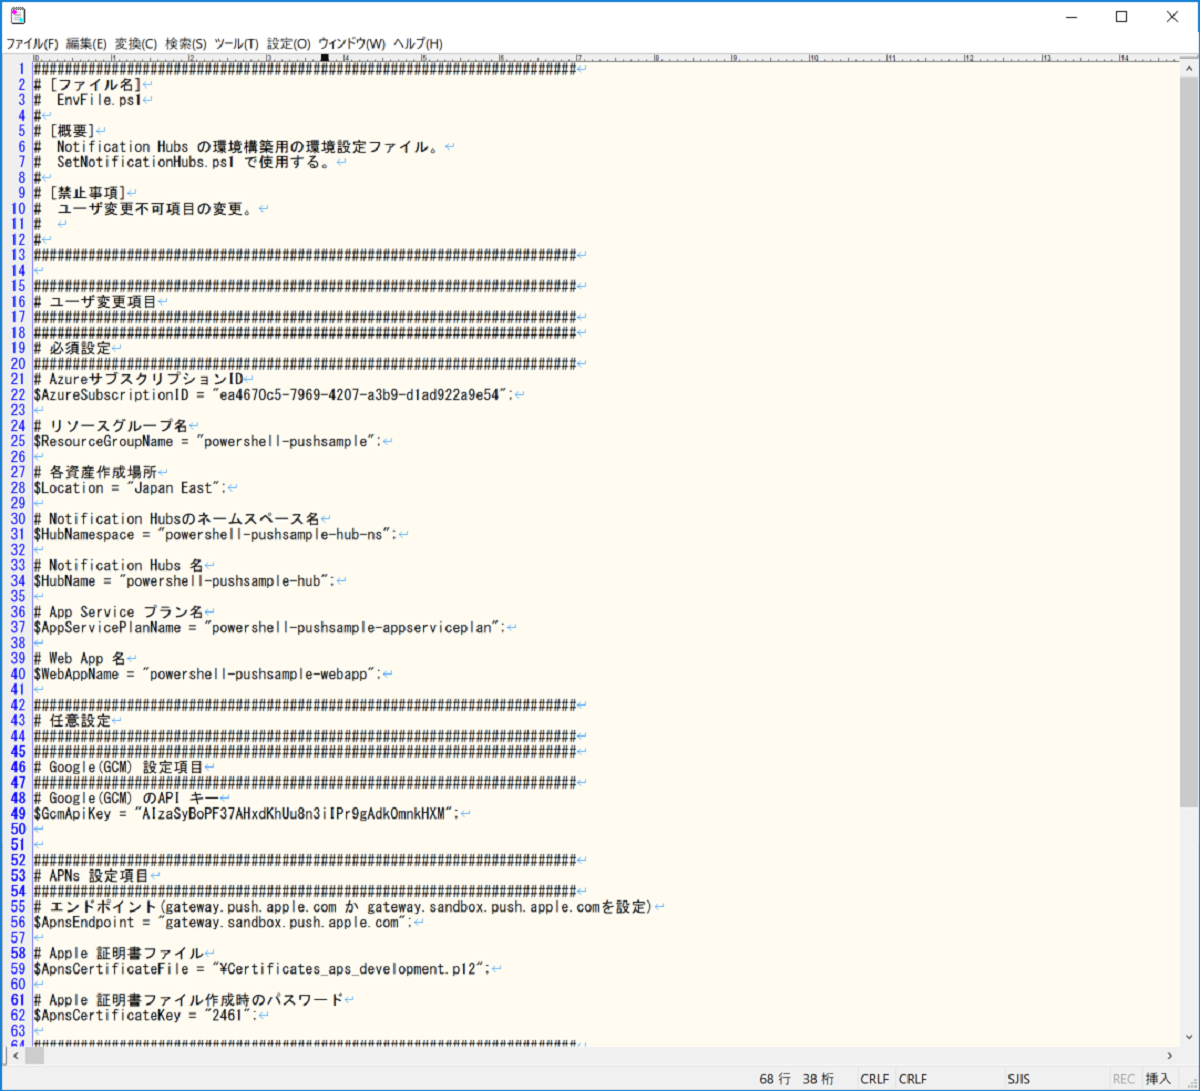 ファイル(F) 編集(E) 変換(C) 検索(S) ツール(T) 設定(O) ウィンドウ(W) ヘルプ(H)
0 1 2 3 4 5 6 7 8 9 10 11 12 13 14
1 ######################################################################
2 # [ファイル名]
3 #  EnvFile.ps1
4 #
5 # [概要]
6 #  Notification Hubs の環境構築用の環境設定ファイル。
7 #  SetNotificationHubs.ps1 で使用する。
8 #
9 # [禁止事項]
10 #  ユーザ変更不可項目の変更。
11 #
12 #
13 ######################################################################
14
15 ######################################################################
16 # ユーザ変更項目
17 ######################################################################
18 ######################################################################
19 # 必須設定
20 ######################################################################
21 # AzureサブスクリプションID
22 $AzureSubscriptionID = "ea4670c5-7969-4207-a3b9-d1ad922a9e54";
23
24 # リソースグループ名
25 $ResourceGroupName = "powershell-pushsample";
26
27 # 各資産作成場所
28 $Location = "Japan East";
29
30 # Notification Hubsのネームスペース名
31 $HubNamespace = "powershell-pushsample-hub-ns";
32
33 # Notification Hubs 名
34 $HubName = "powershell-pushsample-hub";
35
36 # App Service プラン名
37 $AppServicePlanName = "powershell-pushsample-appserviceplan";
38
39 # Web App 名
40 $WebAppName = "powershell-pushsample-webapp";
41
42 ######################################################################
43 # 任意設定
44 ######################################################################
45 ######################################################################
46 # Google(GCM) 設定項目
47 ######################################################################
48 # Google(GCM) のAPI キー
49 $GcmApiKey = "AIzaSyBoPF37AHxdKhUu8n3iIPr9gAdkOmnkHXM";
50
51
52 ######################################################################
53 # APNs 設定項目
54 ######################################################################
55 # エンドポイント(gateway.push.apple.com か gateway.sandbox.push.apple.comを設定)
56 $ApnsEndpoint = "gateway.sandbox.push.apple.com";
57
58 # Apple 証明書ファイル
59 $ApnsCertificateFile = "¥Certificates_aps_development.p12";
60
61 # Apple 証明書ファイル作成時のパスワード
62 $ApnsCertificateKey = "2461";
63
64 ######################################################################
68 行 38 桁 CRLF CRLF SJIS REC 挿入